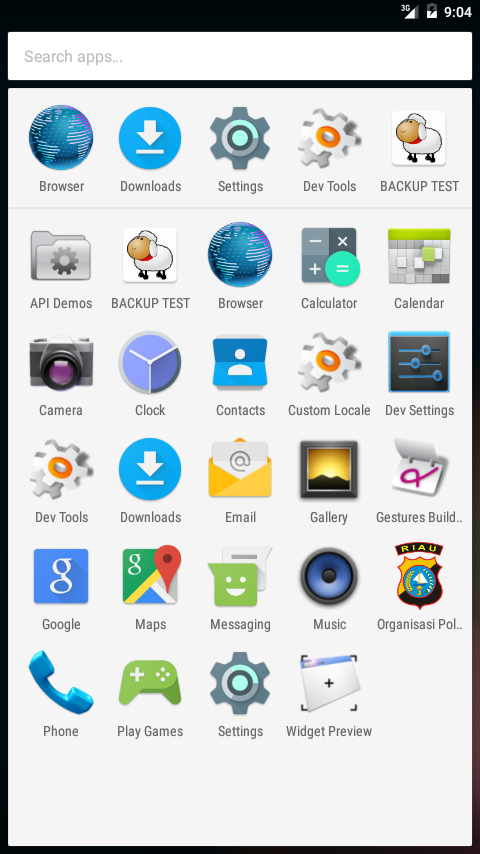 3G 9:04
Search apps...
Browser Downloads Settings Dev Tools BACKUP TEST
API Demos BACKUP TEST Browser Calculator Calendar
Camera Clock Contacts Custom Locale Dev Settings
Dev Tools Downloads Email Gallery Gestures Build..
RIAU
Google Maps Messaging Music Organisasi Pol..
Phone Play Games Settings Widget Preview